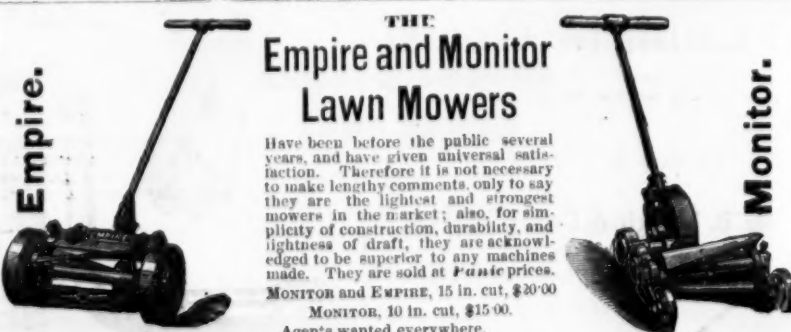 THE
Empire and Monitor
Lawn Mowers
Empire.
EMPIRE
Have been before the public several
years, and have given universal satis-
faction. Therefore it is not necessary
to make lengthy comments, only to say
they are the lightest and strongest
mowers in the market; also, for sim-
plicity of construction, durability, and
lightness of draft, they are acknowl-
edged to be superior to any machines
made. They are sold at Panic prices.
MONITOR and EMPIRE, 15 in. cut, $20·00
MONITOR, 10 in. cut, $15·00.
Agents wanted everywhere.
Monitor.